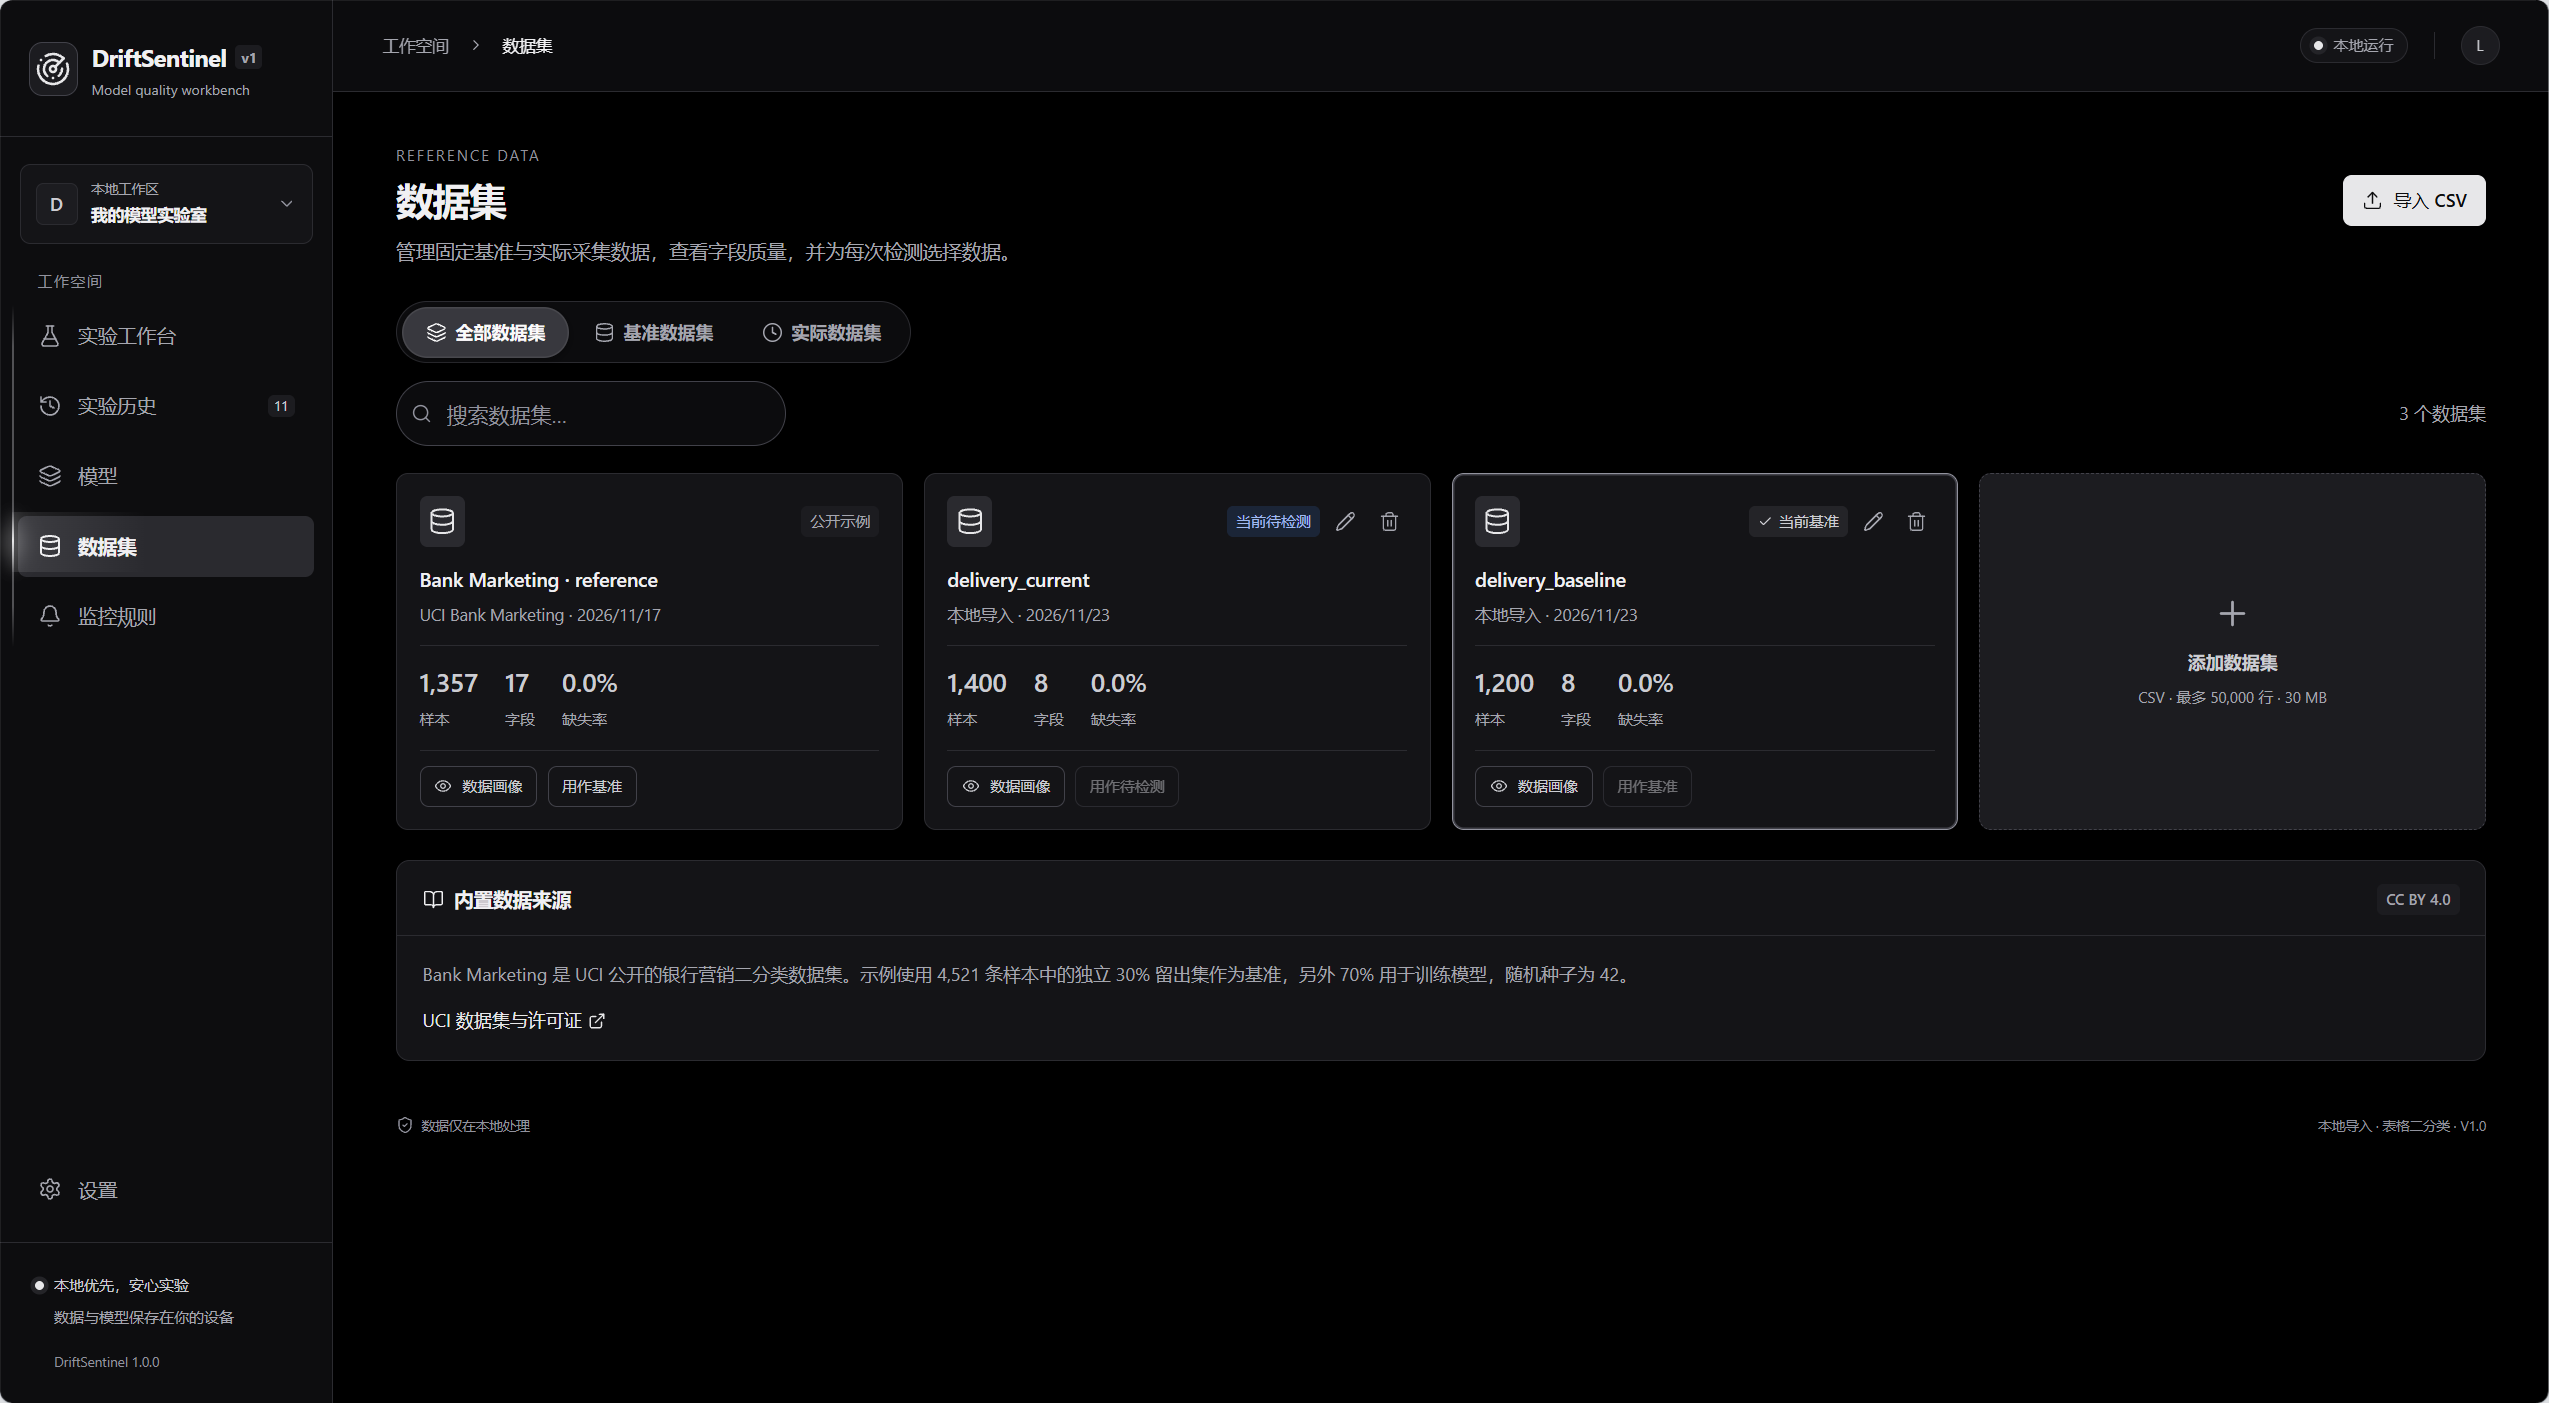 DriftSentinel v1
Model quality workbench
D
本地工作区
我的模型实验室
工作空间
实验工作台
实验历史 11
模型
数据集
监控规则
设置
本地优先，安心实验
数据与模型保存在你的设备
DriftSentinel 1.0.0
工作空间 > 数据集
本地运行
L
REFERENCE DATA
数据集
管理固定基准与实际采集数据，查看字段质量，并为每次检测选择数据。
导入 CSV
全部数据集 基准数据集 实际数据集
搜索数据集...
3 个数据集
公开示例
Bank Marketing · reference
UCI Bank Marketing · 2026/11/17
1,357 17 0.0%
样本 字段 缺失率
数据画像 用作基准
当前待检测
delivery_current
本地导入 · 2026/11/23
1,400 8 0.0%
样本 字段 缺失率
数据画像 用作待检测
当前基准
delivery_baseline
本地导入 · 2026/11/23
1,200 8 0.0%
样本 字段 缺失率
数据画像 用作基准
添加数据集
CSV · 最多 50,000 行 · 30 MB
内置数据来源
CC BY 4.0
Bank Marketing 是 UCI 公开的银行营销二分类数据集。示例使用 4,521 条样本中的独立 30% 留出集作为基准，另外 70% 用于训练模型，随机种子为 42。
UCI 数据集与许可证
数据仅在本地处理
本地导入 · 表格二分类 · V1.0